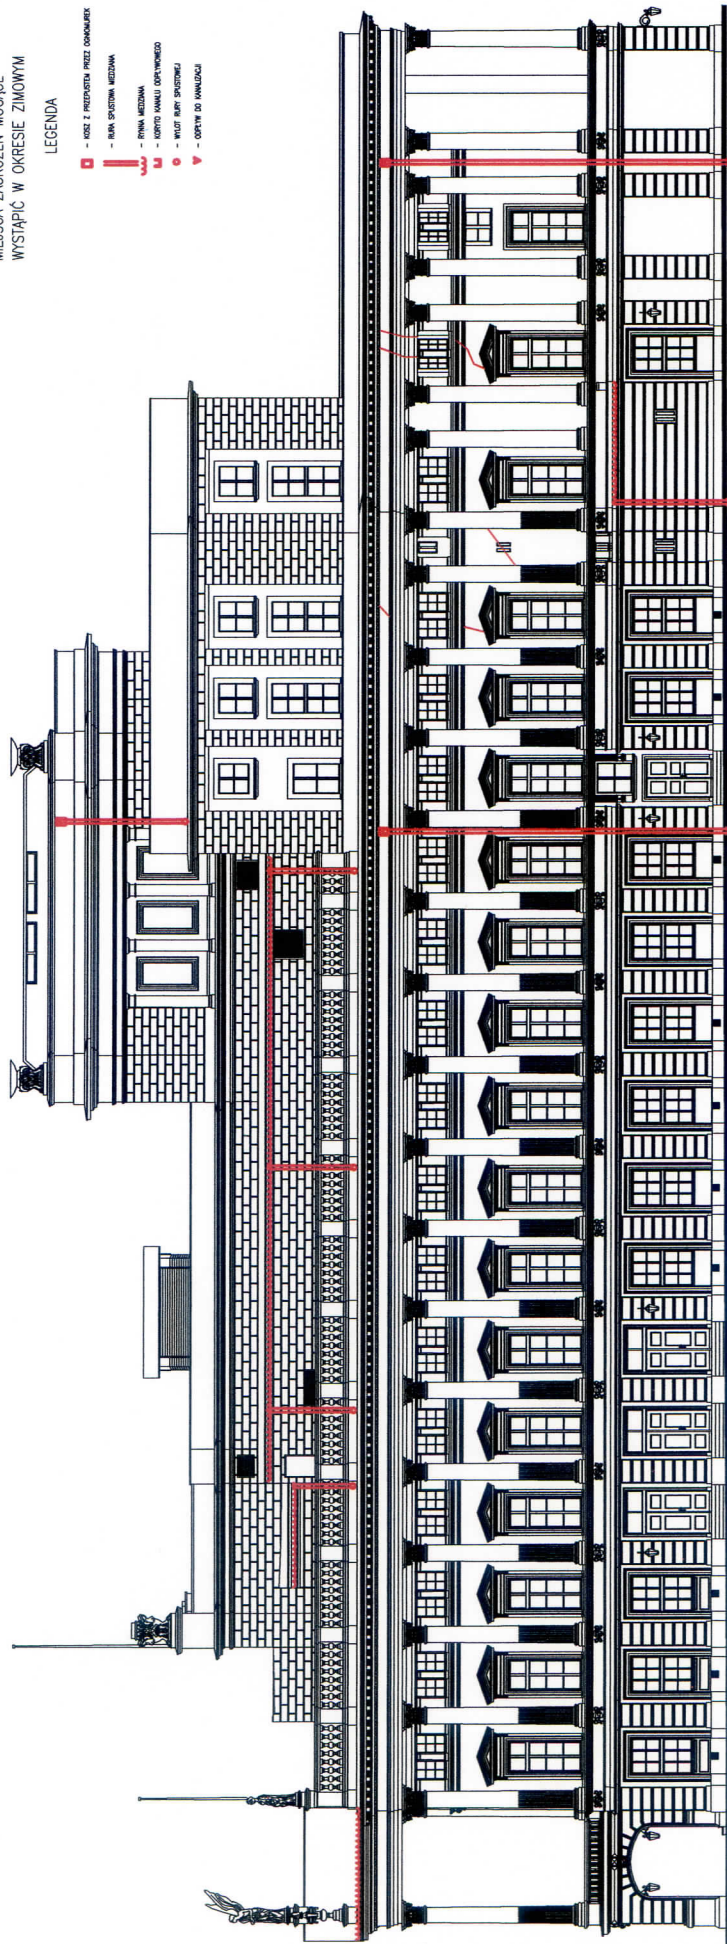 WYSTĄPIĆ W OKRESIE ZIMOWYM
LEGENDA
- KOSZ Z PRZEPUSTEM PRZEZ OGNIOMUREK
- RURA SPUSTOWA MIEDZIANA
- RYNNA MIEDZIANA
- KORYTO KANAŁU ODPŁYWOWEGO
- WYLOT RURY SPUSTOWEJ
- ODPŁYW DO KANALIZACJI